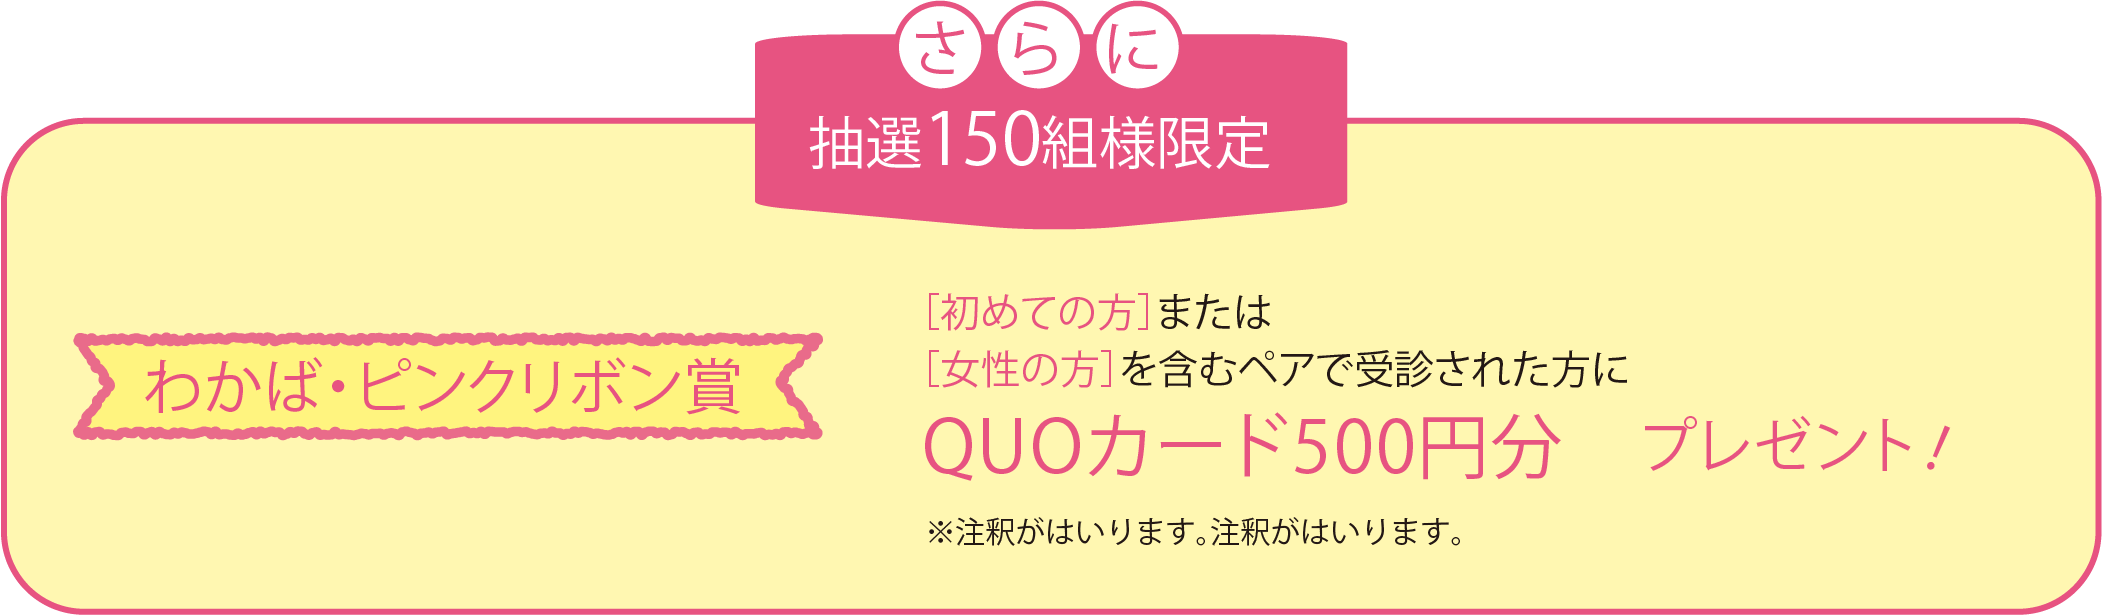 さらに
抽選150組様限定
わかば・ピンクリボン賞
［初めての方］または
［女性の方］を含むペアで受診された方に
QUOカード500円分　プレゼント！
※注釈がはいります。注釈がはいります。